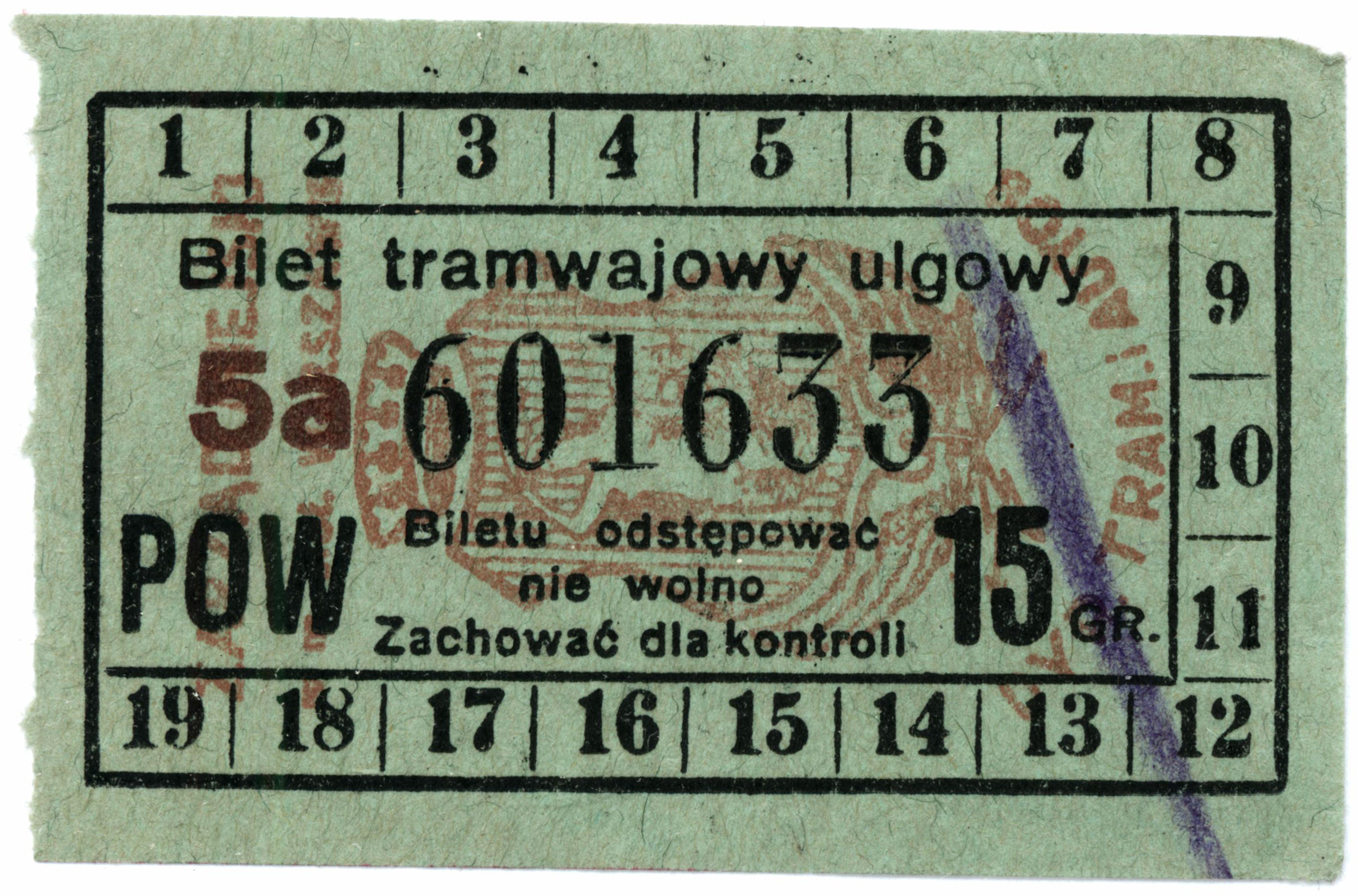 1 2 3 4 5 6 7 8
Bilet tramwajowy ulgowy
9
5a 601633
10
POW
Biletu odstępować
nie wolno
Zachować dla kontroli
15 GR.
11
19 18 17 16 15 14 13 12
TRAM.i